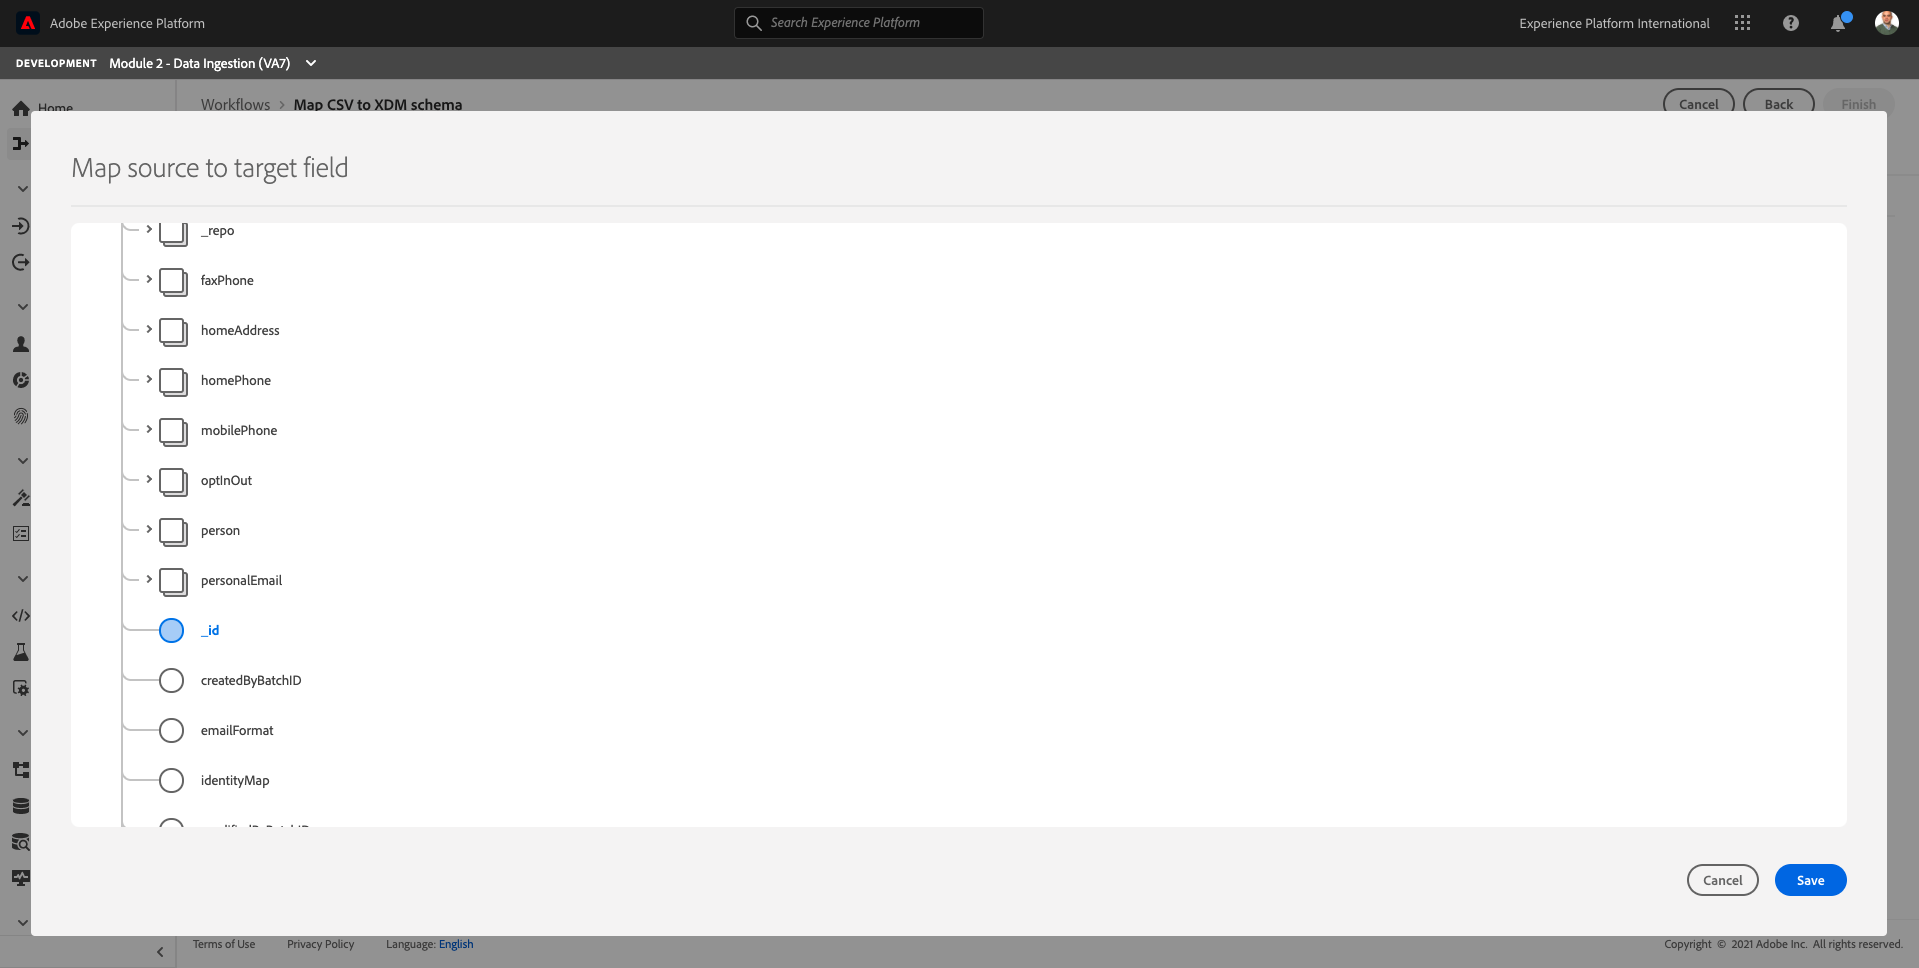 Adobe Experience Platform
Search Experience Platform
Experience Platform International
DEVELOPMENT Module 2 - Data Ingestion (VA7)
Home
Workflows > Map CSV to XDM schema
Cancel
Back
Finish
Map source to target field
_repo
faxPhone
homeAddress
homePhone
mobilePhone
optInOut
person
personalEmail
_id
createdByBatchID
emailFormat
identityMap
Cancel
Save
Terms of Use
Privacy Policy
Language: English
Copyright © 2021 Adobe Inc. All rights reserved.